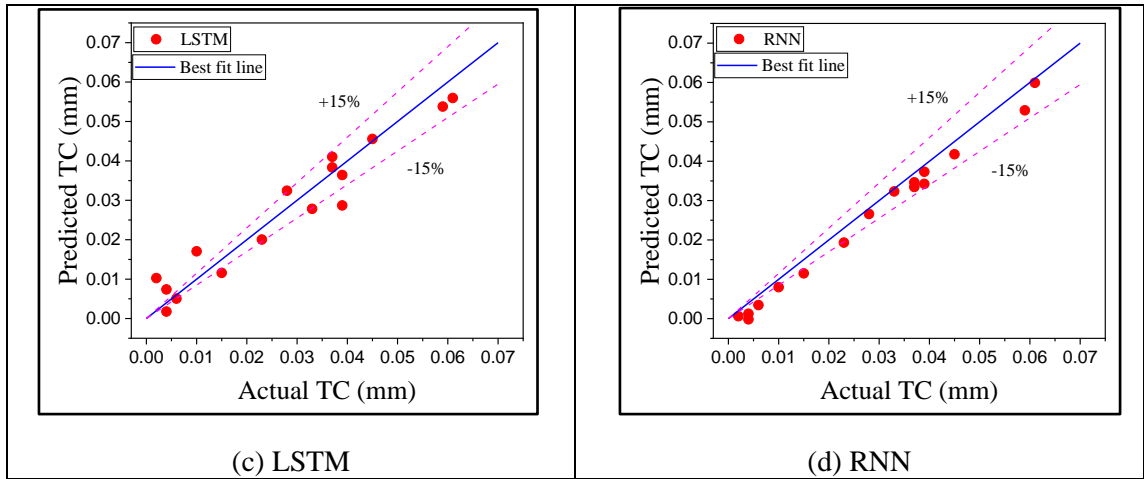 0.07
0.06
0.05
0.04
0.03
0.02
0.01
0.00
Predicted TC (mm)
LSTM
Best fit line
+15%
-15%
0.00 0.01 0.02 0.03 0.04 0.05 0.06 0.07
Actual TC (mm)
(c) LSTM
0.07
0.06
0.05
0.04
0.03
0.02
0.01
0.00
Predicted TC (mm)
RNN
Best fit line
+15%
-15%
0.00 0.01 0.02 0.03 0.04 0.05 0.06 0.07
Actual TC (mm)
(d) RNN